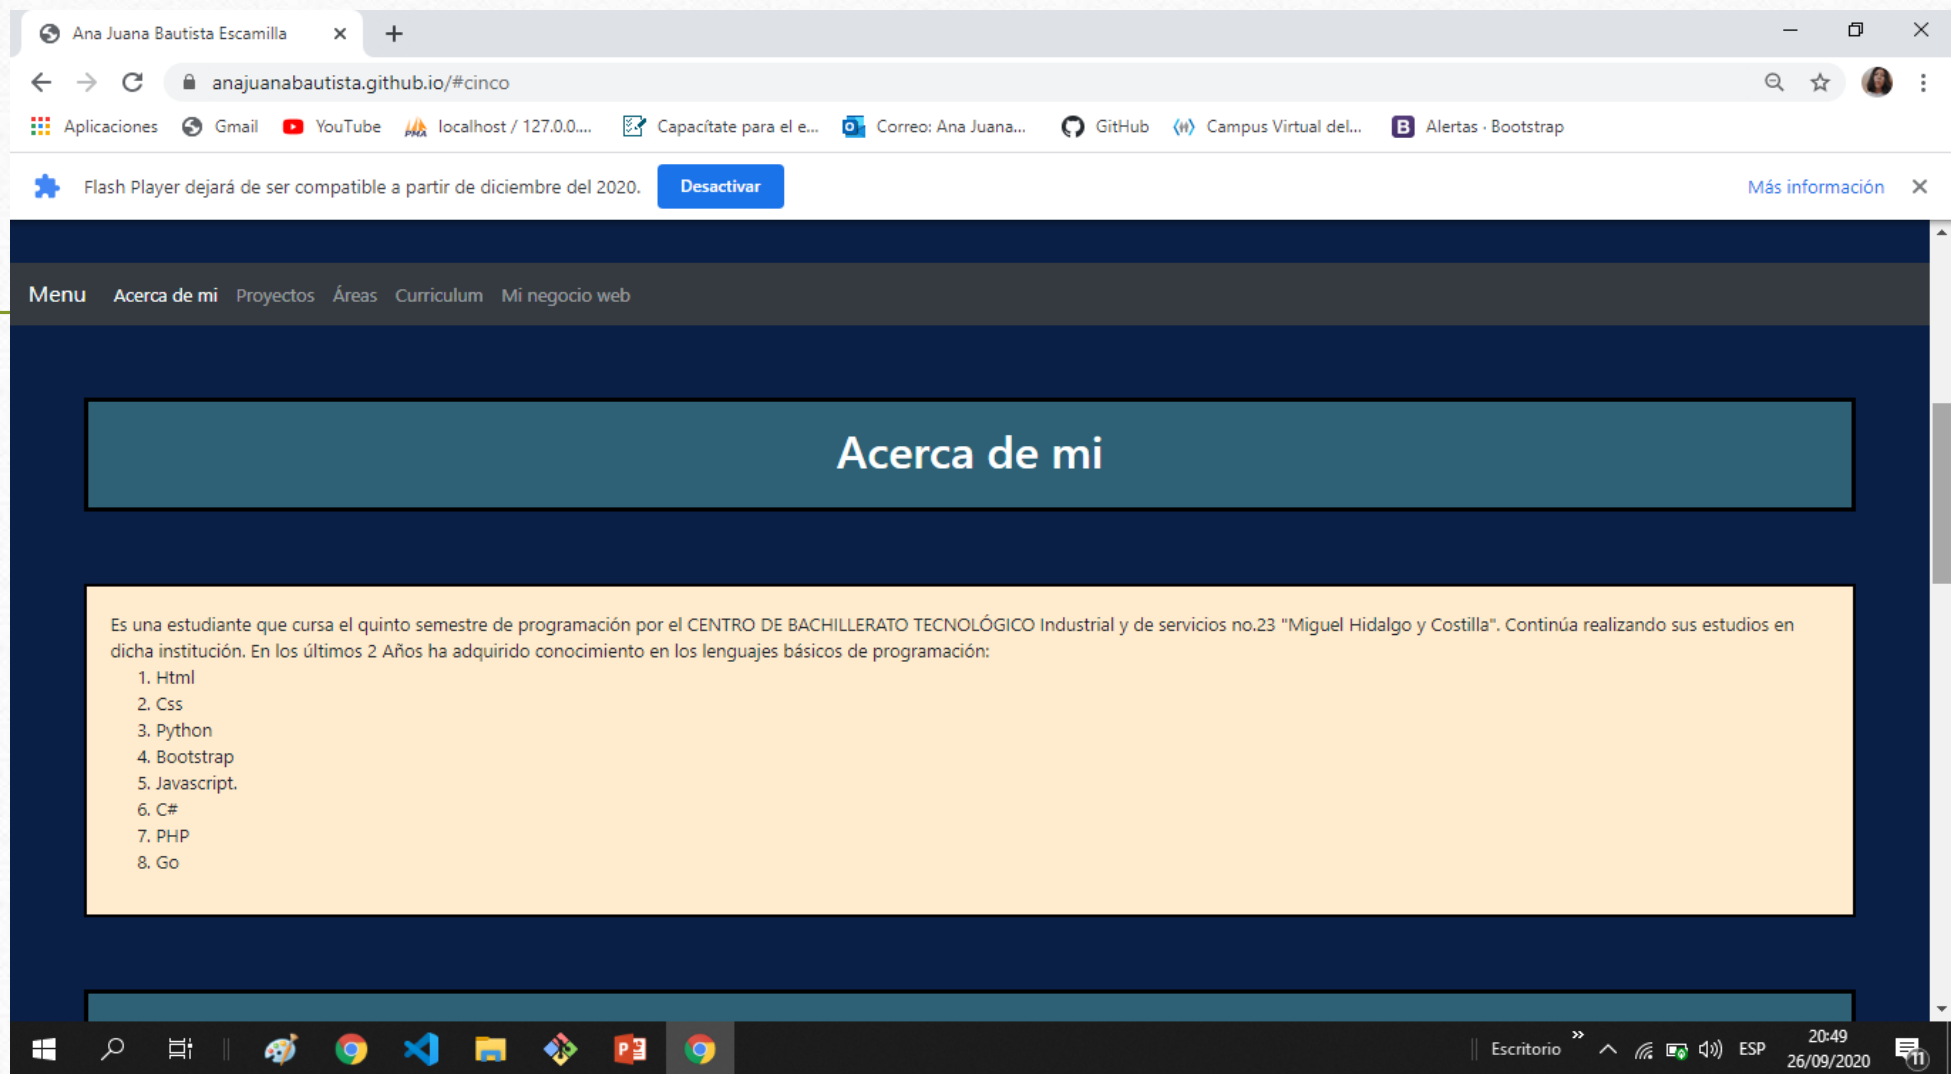 Ana Juana Bautista Escamilla
anajuanabautista.github.io/#cinco
Aplicaciones Gmail YouTube PMA localhost / 127.0.0.... Capacítate para el e... Correo: Ana Juana... GitHub Campus Virtual del... B Alertas · Bootstrap
Flash Player dejará de ser compatible a partir de diciembre del 2020. Desactivar Más información
Menu Acerca de mi Proyectos Áreas Curriculum Mi negocio web
Acerca de mi
Es una estudiante que cursa el quinto semestre de programación por el CENTRO DE BACHILLERATO TECNOLÓGICO Industrial y de servicios no.23 "Miguel Hidalgo y Costilla". Continúa realizando sus estudios en
dicha institución. En los últimos 2 Años ha adquirido conocimiento en los lenguajes básicos de programación:
1. Html
2. Css
3. Python
4. Bootstrap
5. Javascript.
6. C#
7. PHP
8. Go
Escritorio ESP 20:49
26/09/2020 11